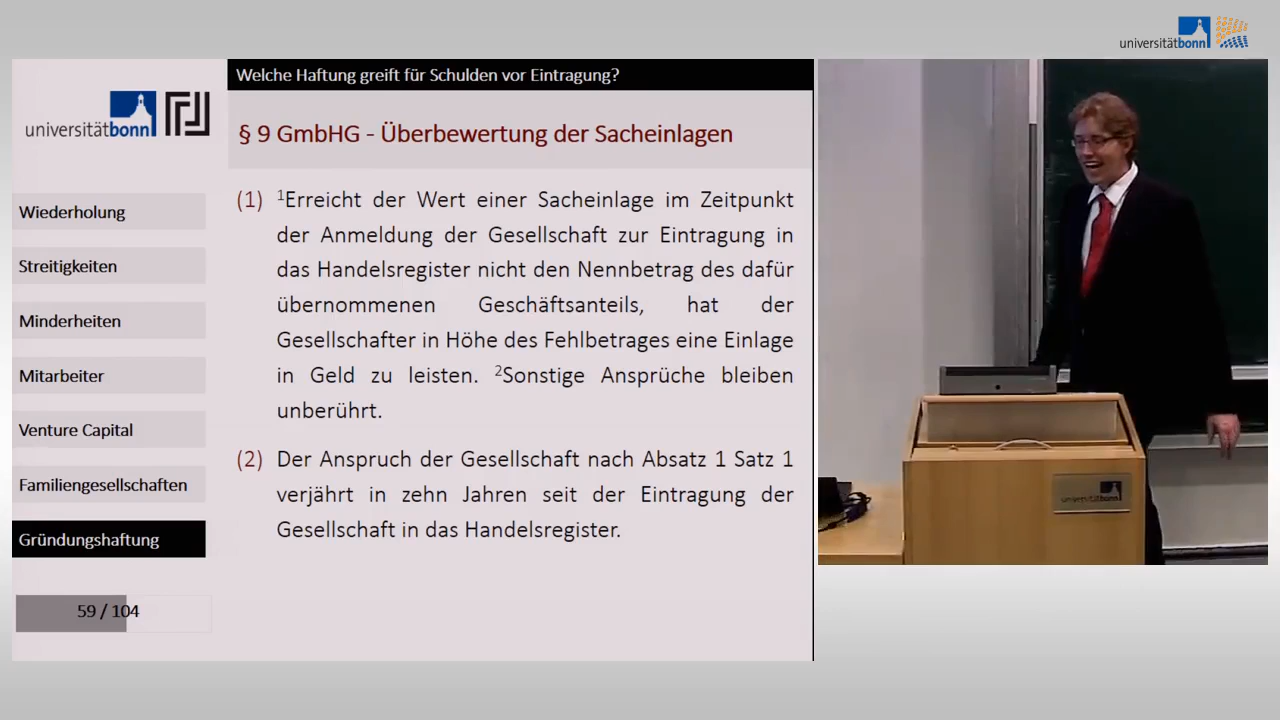 universitätbonn
Welche Haftung greift für Schulden vor Eintragung?
universitätbonn
§ 9 GmbHG - Überbewertung der Sacheinlagen
Wiederholung
Streitigkeiten
Minderheiten
Mitarbeiter
Venture Capital
Familiengesellschaften
Gründungshaftung
59 / 104
(1) ¹Erreicht der Wert einer Sacheinlage im Zeitpunkt
der Anmeldung der Gesellschaft zur Eintragung in
das Handelsregister nicht den Nennbetrag des dafür
übernommenen Geschäftsanteils, hat der
Gesellschafter in Höhe des Fehlbetrages eine Einlage
in Geld zu leisten. ²Sonstige Ansprüche bleiben
unberührt.
(2) Der Anspruch der Gesellschaft nach Absatz 1 Satz 1
verjährt in zehn Jahren seit der Eintragung der
Gesellschaft in das Handelsregister.
universitätbonn